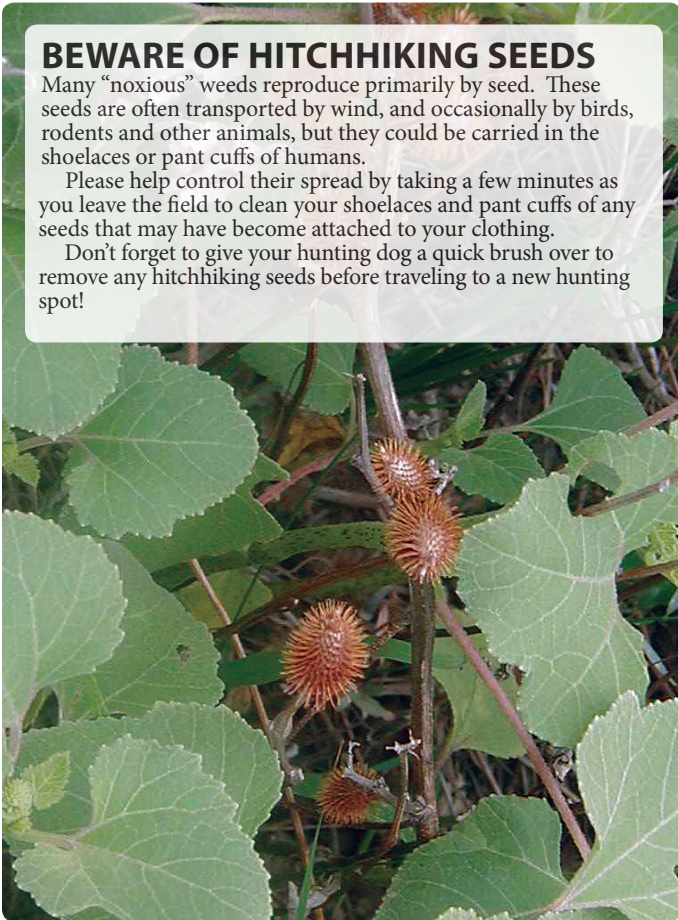 BEWARE OF HITCHHIKING SEEDS
Many “noxious” weeds reproduce primarily by seed.  These
seeds are often transported by wind, and occasionally by birds,
rodents and other animals, but they could be carried in the
shoelaces or pant cuffs of humans.
Please help control their spread by taking a few minutes as
you leave the field to clean your shoelaces and pant cuffs of any
seeds that may have become attached to your clothing.
Don’t forget to give your hunting dog a quick brush over to
remove any hitchhiking seeds before traveling to a new hunting
spot!